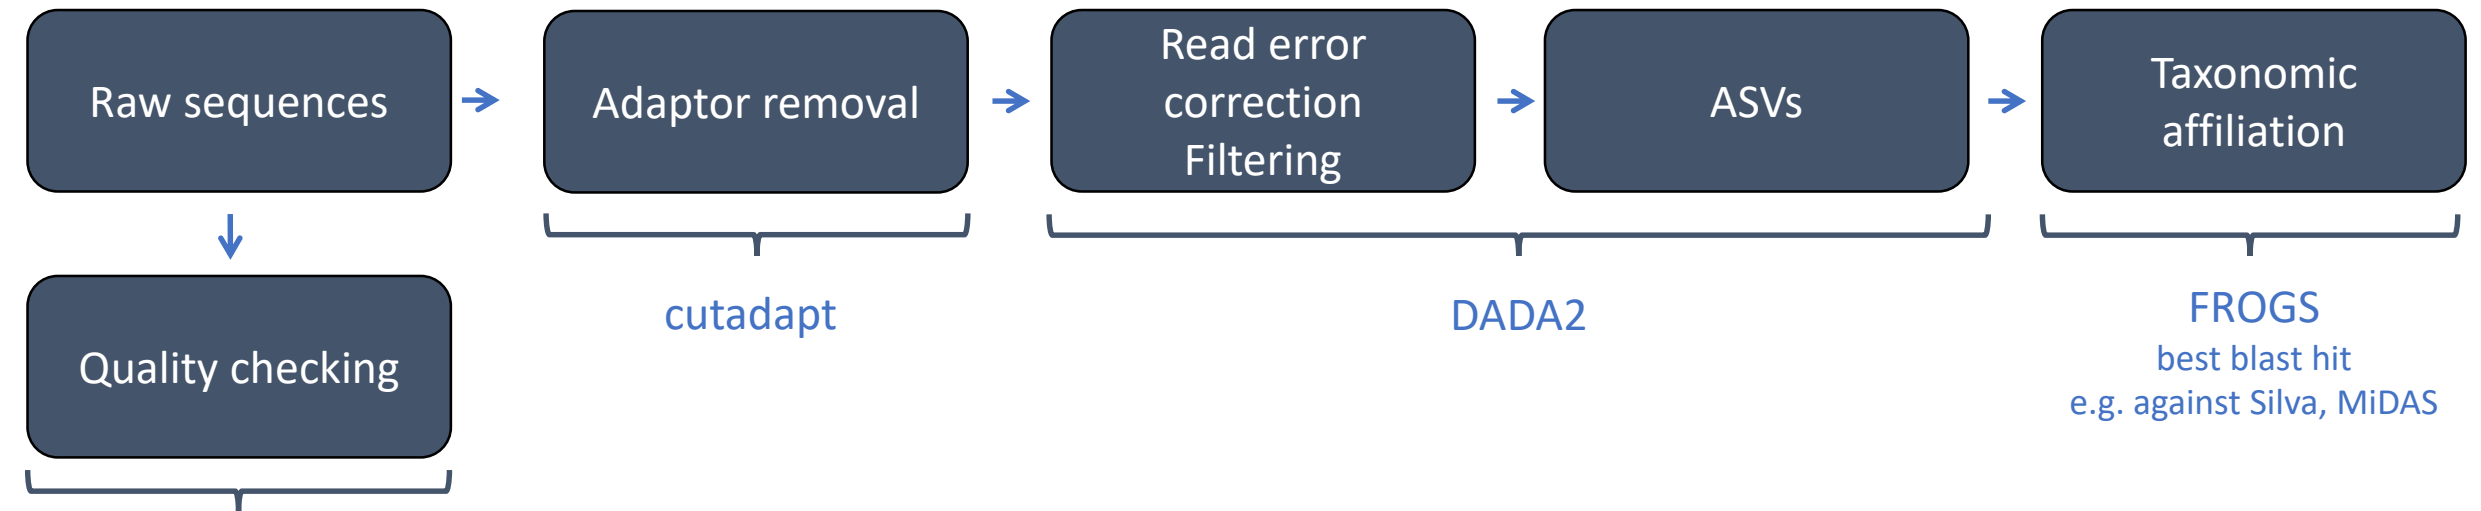 Raw sequences
Adaptor removal
Read error
correction
Filtering
ASVs
Taxonomic
affiliation
Quality checking
cutadapt
DADA2
FROGS
best blast hit
e.g. against Silva, MiDAS